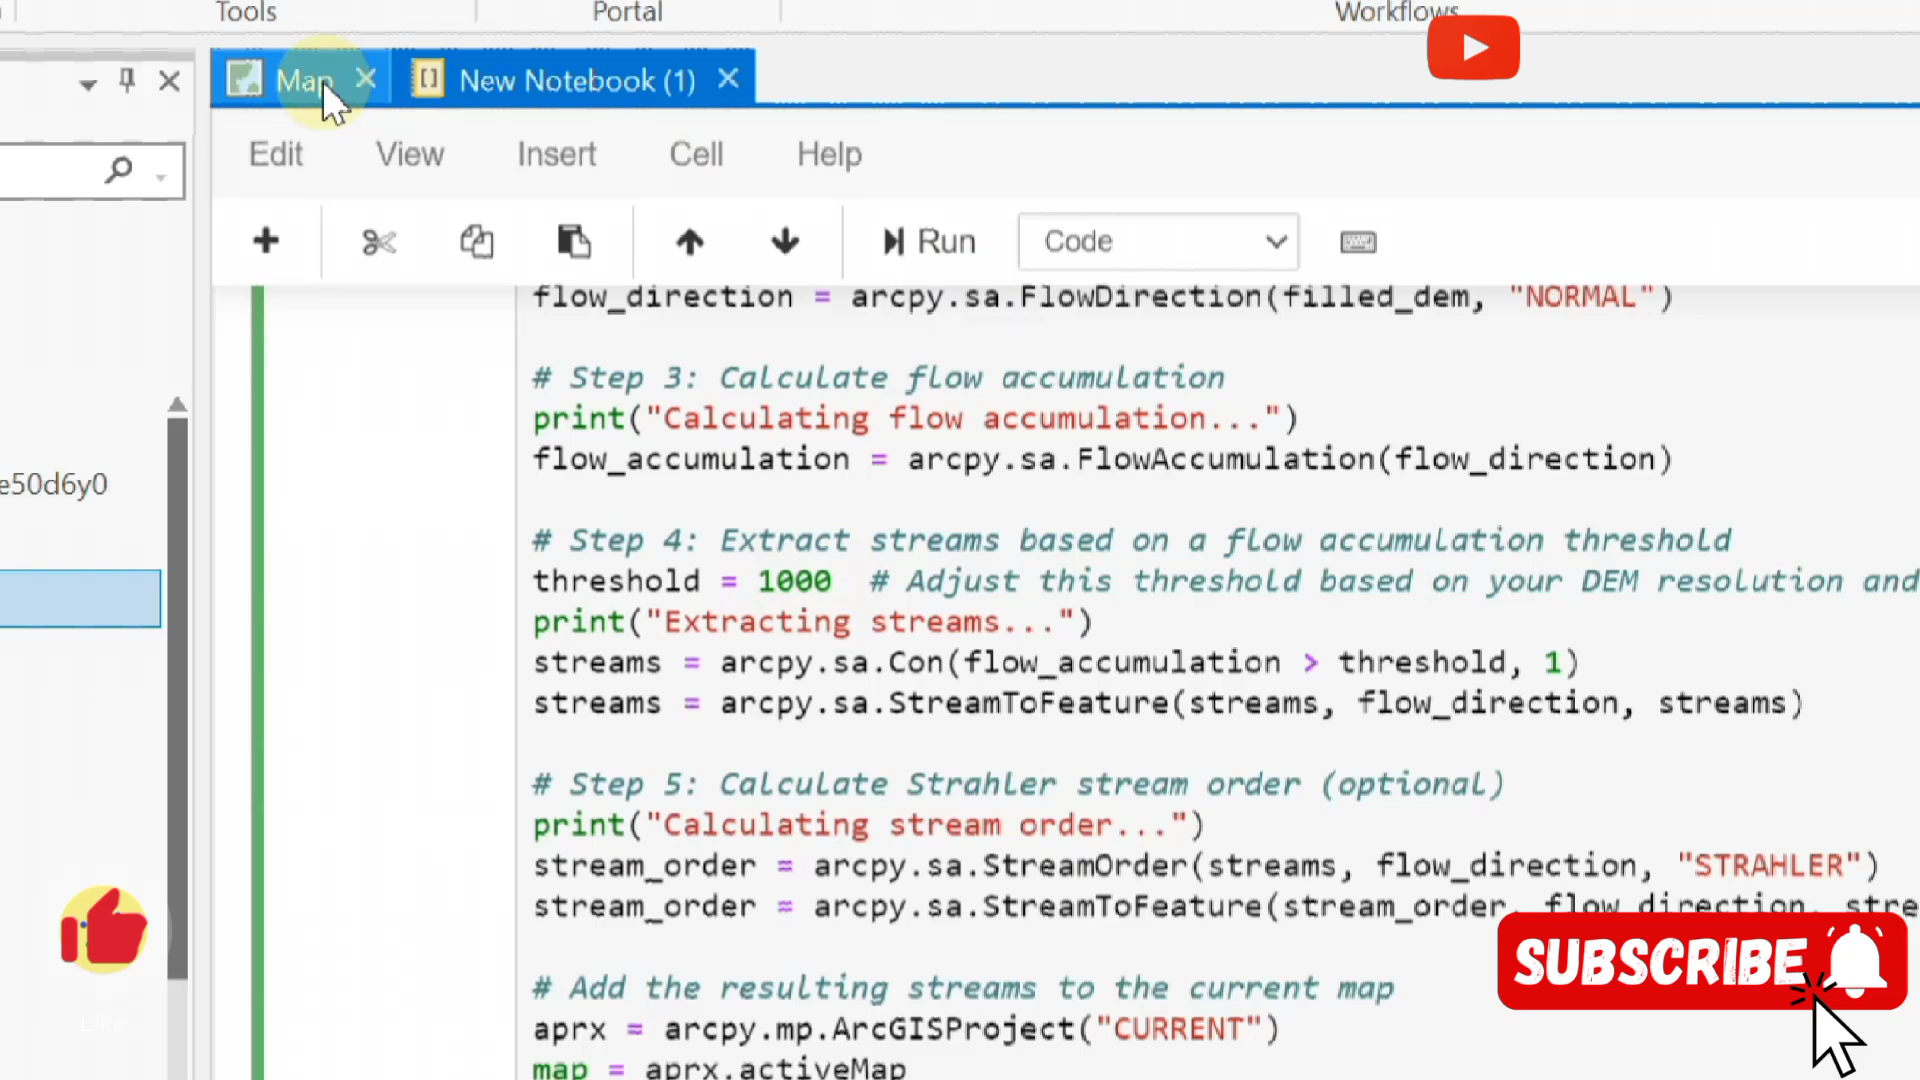 Tools Portal Workflows
Map New Notebook (1)
Edit View Insert Cell Help
Run Code
flow_direction = arcpy.sa.FlowDirection(filled_dem, "NORMAL")
# Step 3: Calculate flow accumulation
print("Calculating flow accumulation...")
flow_accumulation = arcpy.sa.FlowAccumulation(flow_direction)
e50d6y0
# Step 4: Extract streams based on a flow accumulation threshold
threshold = 1000 # Adjust this threshold based on your DEM resolution and
print("Extracting streams...")
streams = arcpy.sa.Con(flow_accumulation > threshold, 1)
streams = arcpy.sa.StreamToFeature(streams, flow_direction, streams)
# Step 5: Calculate Strahler stream order (optional)
print("Calculating stream order...")
stream_order = arcpy.sa.StreamOrder(streams, flow_direction, "STRAHLER")
stream_order = arcpy.sa.StreamToFeature(stream_order, flow_direction, stre
SUBSCRIBE
# Add the resulting streams to the current map
aprx = arcpy.mp.ArcGISProject("CURRENT")
map = aprx.activeMap